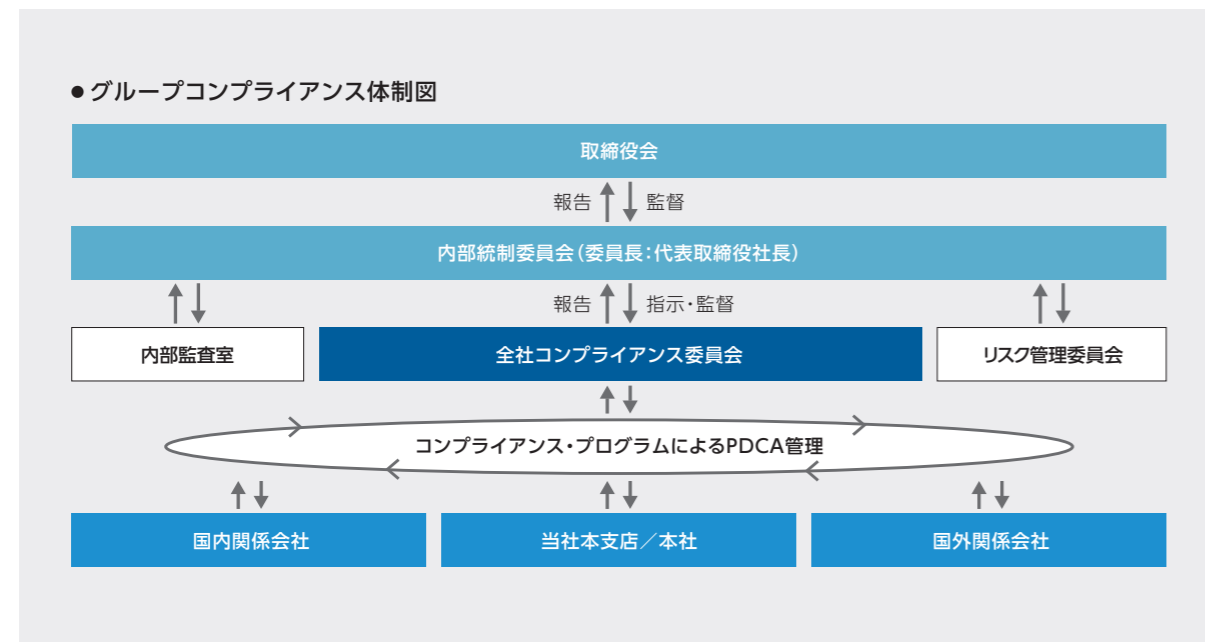 ●グループコンプライアンス体制図
取締役会
報告 監督
内部統制委員会（委員長：代表取締役社長）
報告 指示・監督
内部監査室 全社コンプライアンス委員会 リスク管理委員会
コンプライアンス・プログラムによるPDCA管理
国内関係会社 当社本支店／本社 国外関係会社